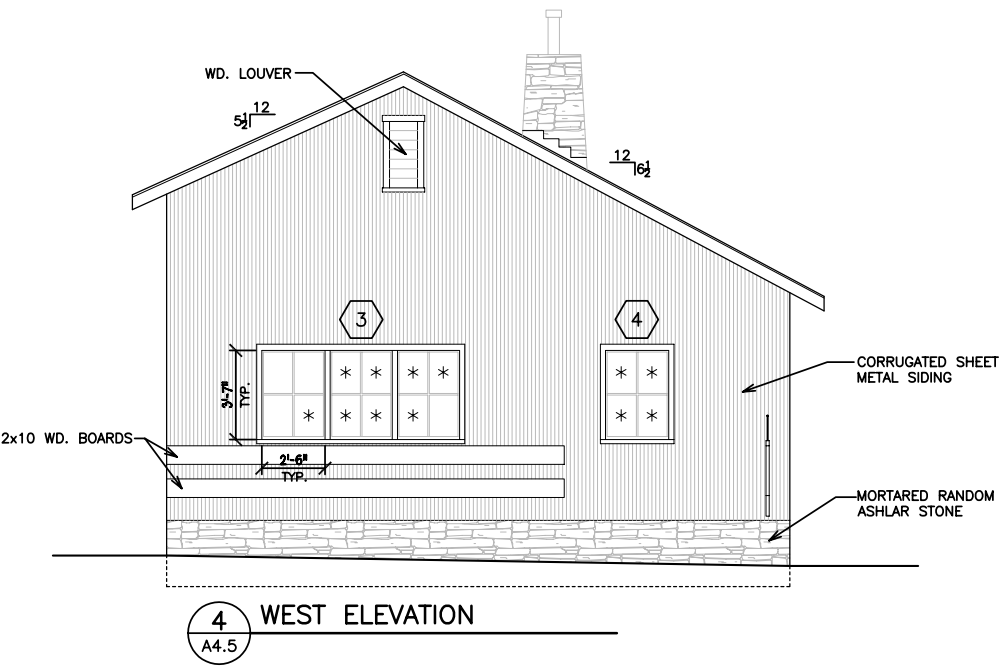 WD. LOUVER
12
5½
12
6½
3
4
3'-7"
TYP.
CORRUGATED SHEET
METAL SIDING
2x10 WD. BOARDS
2'-6"
TYP.
MORTARED RANDOM
ASHLAR STONE
4
A4.5
WEST ELEVATION